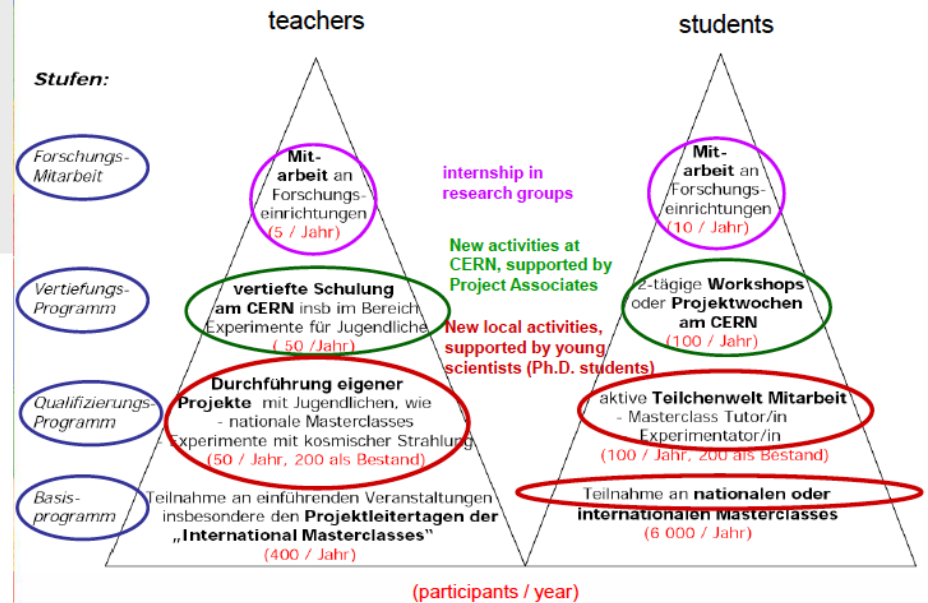 teachers
students
Stufen:
Forschungs-
Mitarbeit
Mit-
arbeit an
Forschungs-
einrichtungen
(5 / Jahr)
internship in
research groups
Mit-
arbeit an
Forschungs-
einrichtungen
(10 / Jahr)
Vertiefungs-
Programm
vertiefte Schulung
am CERN insb im Bereich
Experimente für Jugendliche
( 50 /Jahr)
New activities at
CERN, supported by
Project Associates
2-tägige Workshops
oder Projektwochen
am CERN
(100 / Jahr)
New local activities,
supported by young
scientists (Ph.D. students)
Qualifizierungs-
Programm
Durchführung eigener
Projekte mit Jugendlichen, wie
- nationale Masterclasses
- Experimente mit kosmischer Strahlung
(50 / Jahr, 200 als Bestand)
aktive Teilchenwelt Mitarbeit
- Masterclass Tutor/in
Experimentator/in
(100 / Jahr, 200 als Bestand)
Basis-
programm
Teilnahme an einführenden Veranstaltungen
insbesondere den Projektleitertagen der
„International Masterclasses"
(400 / Jahr)
Teilnahme an nationalen oder
internationalen Masterclasses
(6 000 / Jahr)
(participants / year)